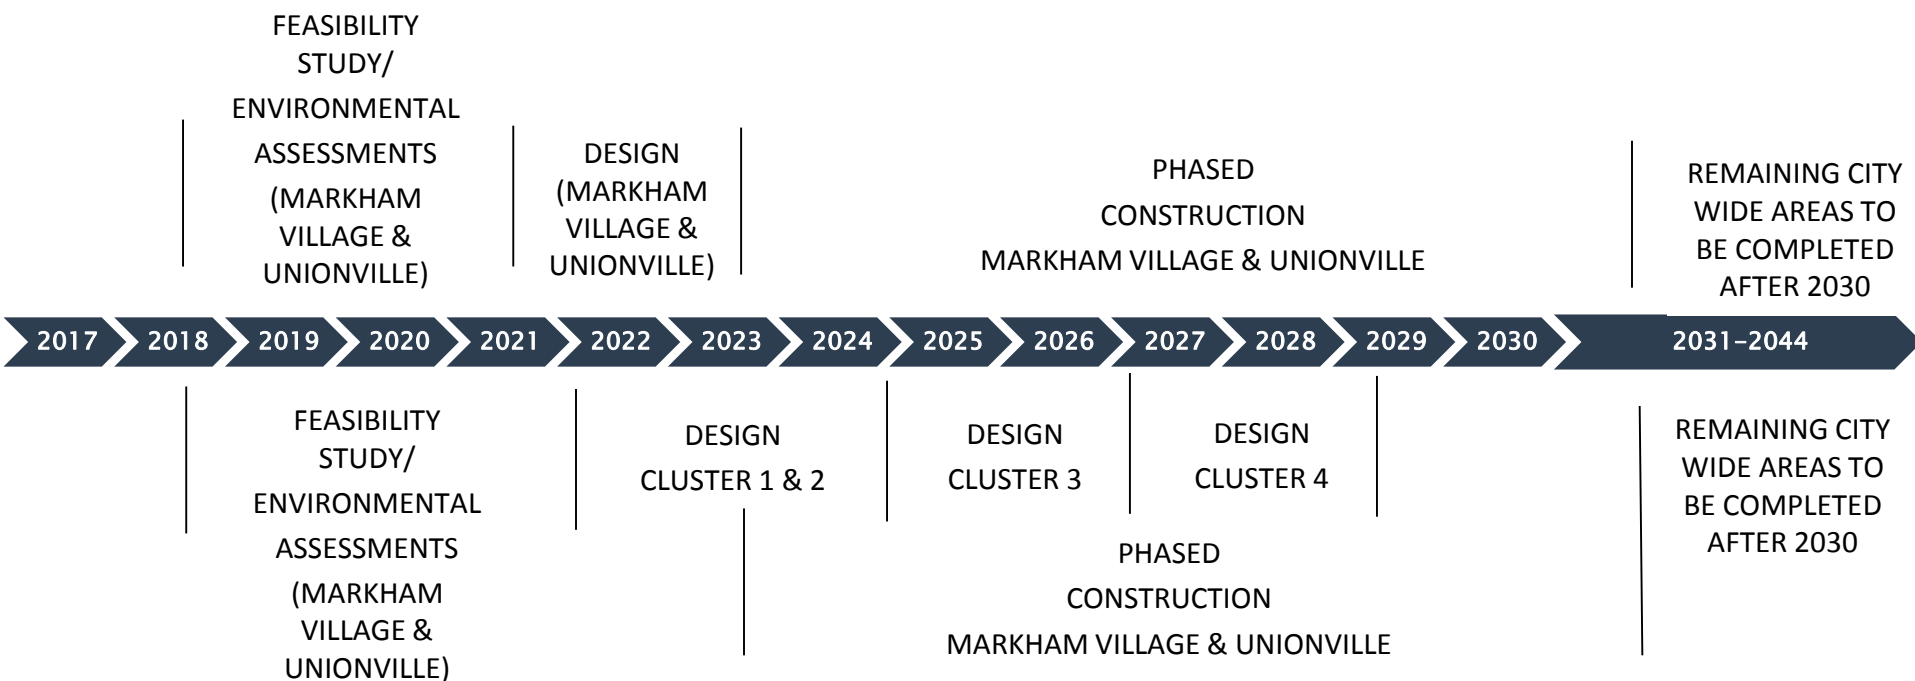 FEASIBILITY
STUDY/
ENVIRONMENTAL
ASSESSMENTS
(MARKHAM
VILLAGE &
UNIONVILLE)
DESIGN
(MARKHAM
VILLAGE &
UNIONVILLE)
PHASED
CONSTRUCTION
MARKHAM VILLAGE & UNIONVILLE
REMAINING CITY
WIDE AREAS TO
BE COMPLETED
AFTER 2030
2017 2018 2019 2020 2021 2022 2023 2024 2025 2026 2027 2028 2029 2030 2031–2044
FEASIBILITY
STUDY/
ENVIRONMENTAL
ASSESSMENTS
(MARKHAM
VILLAGE &
UNIONVILLE)
DESIGN
CLUSTER 1 & 2
DESIGN
CLUSTER 3
DESIGN
CLUSTER 4
PHASED
CONSTRUCTION
MARKHAM VILLAGE & UNIONVILLE
REMAINING CITY
WIDE AREAS TO
BE COMPLETED
AFTER 2030